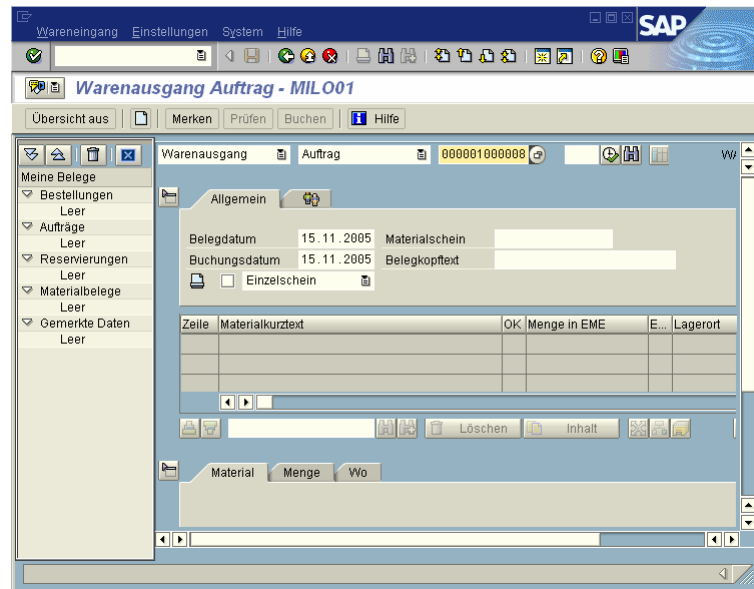 Wareneingang Einstellungen System Hilfe
SAP
Warenausgang Auftrag - MILO01
Übersicht aus Merken Prüfen Buchen Hilfe
Warenausgang Auftrag 000001000008
Meine Belege
Bestellungen
Leer
Aufträge
Leer
Reservierungen
Leer
Materialbelege
Leer
Gemerkte Daten
Leer
Allgemein
Belegdatum 15.11.2005 Materialschein
Buchungsdatum 15.11.2005 Belegkopftext
Einzelschein
Zeile Materialkurztext OK Menge in EME E... Lagerort
Löschen Inhalt
Material Menge Wo